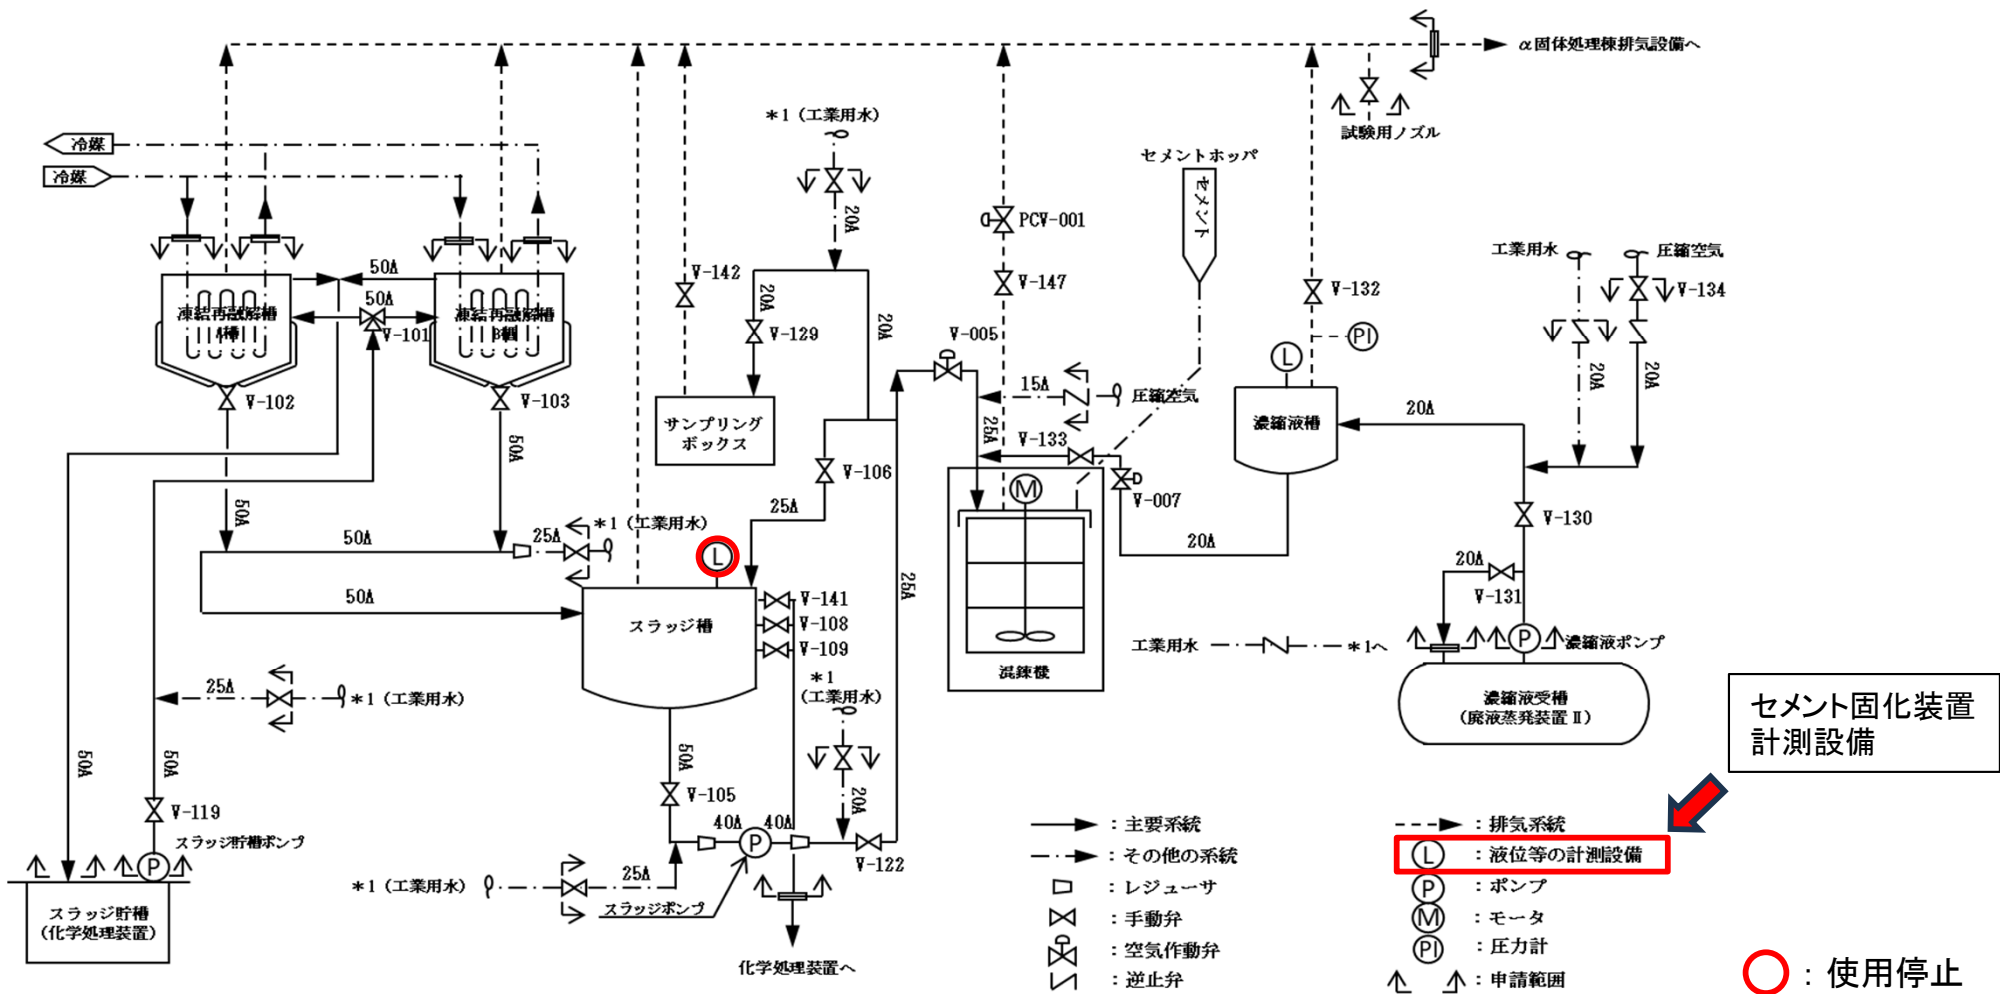 α固体処理棟排気設備へ
*1（工業用水）
試験用ノズル
冷媒
冷媒
セメントホッパ
セメント
20A
PCV-001
工業用水
圧縮空気
50A
V-142
V-147
V-132
V-134
50A
凍結再融解槽
A槽
凍結再融解槽
B槽
V-101
20A
V-129
20A
V-005
PI
L
20A
20A
15A
圧縮空気
V-102
V-103
サンプリング
ボックス
25A
濃縮液槽
20A
50A
V-133
V-106
M
V-007
50A
25A
*1（工業用水）
25A
V-130
50A
L
20A
20A
50A
25A
V-141
V-131
スラッジ槽
V-108
V-109
工業用水
*1へ
P
濃縮液ポンプ
混錬機
*1
（工業用水）
25A
*1（工業用水）
濃縮液受槽
（廃液蒸発装置Ⅱ）
セメント固化装置
計測設備
50A
50A
50A
V-105
20A
V-119
40A
40A
P
V-122
スラッジ貯槽ポンプ
P
*1（工業用水）
25A
スラッジポンプ
スラッジ貯槽
（化学処理装置）
化学処理装置へ
：主要系統
：その他の系統
：レジューサ
：手動弁
：空気作動弁
：逆止弁
：排気系統
L ：液位等の計測設備
P ：ポンプ
M ：モータ
PI ：圧力計
：申請範囲
：使用停止